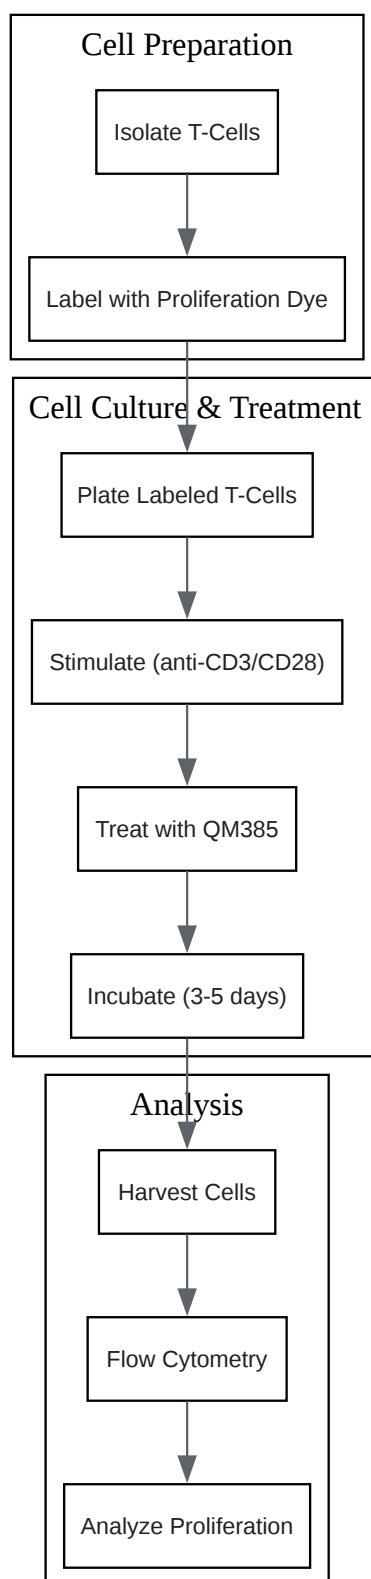 Cell Preparation
Isolate T-Cells
Label with Proliferation Dye
Cell Culture & Treatment
Plate Labeled T-Cells
Stimulate (anti-CD3/CD28)
Treat with QM385
Incubate (3-5 days)
Analysis
Harvest Cells
Flow Cytometry
Analyze Proliferation